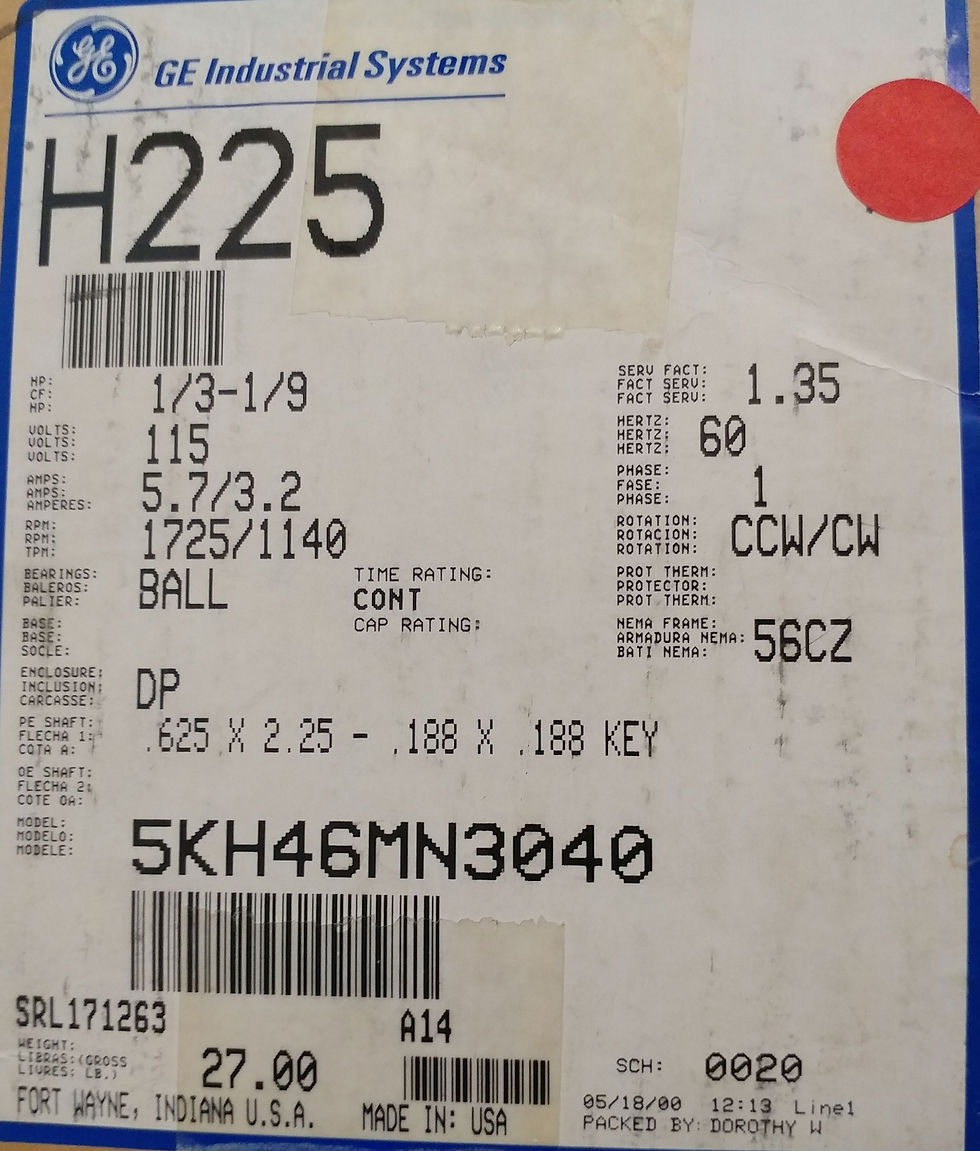 GE GE Industrial Systems
H225
HP: 1/3-1/9
CF:
HP:
SERV FACT: 1.35
FACT SERV:
FACT SERV:
VOLTS: 115
VOLTS:
VOLTS:
HERTZ: 60
HERTZ:
HERTZ:
AMPS: 5.7/3.2
AMPS:
AMPERES:
PHASE: 1
FASE:
PHASE:
RPM: 1725/1140
RPM:
TPM:
ROTATION: CCW/CW
ROTACION:
ROTATION:
BEARINGS: BALL
BALEROS:
PALIER:
TIME RATING:
CONT
CAP RATING:
PROT THERM:
PROTECTOR:
PROT THERM:
BASE:
BASE:
SOCLE:
NEMA FRAME: 56CZ
ARMADURA NEMA:
BATI NEMA:
ENCLOSURE: DP
INCLUSION:
CARCASSE:
PE SHAFT: .625 X 2.25 - .188 X .188 KEY
FLECHA 1:
COTA A:
OE SHAFT:
FLECHA 2:
COTE OA:
MODEL: 5KH46MN3040
MODELO:
MODELE:
SRL171263 A14
WEIGHT: 27.00
LIBRAS:(GROSS
LIVRES: LB.)
SCH: 0020
FORT WAYNE, INDIANA U.S.A. MADE IN: USA
05/18/00 12:13 Line1
PACKED BY: DOROTHY W